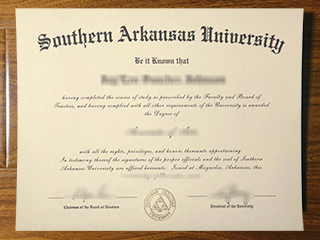 Southern Arkansas University
Be it Known that
having completed the course of study as prescribed by the Faculty and Board of
Trustees, and having complied with all other requirements of the University is awarded
the Degree of
with all the rights, privileges, and honors thereunto appertaining.
In testimony thereof the signatures of the proper officials and the seal of Southern
Arkansas University are affixed hereunto. Issued at Magnolia, Arkansas, this
Chairman of the Board of Trustees
President of the University